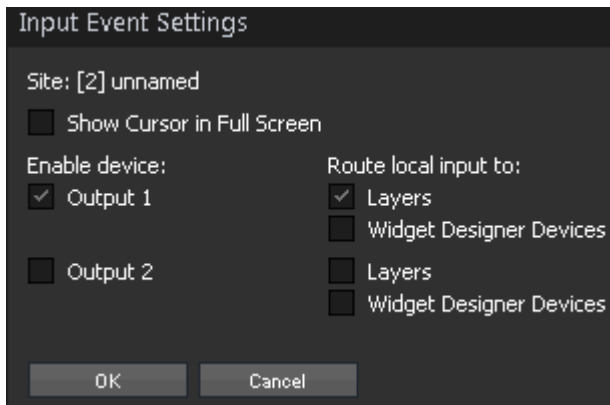 Input Event Settings
Site: [2] unnamed
Show Cursor in Full Screen
Enable device: Route local input to:
Output 1 Layers
Widget Designer Devices
Output 2 Layers
Widget Designer Devices
OK Cancel